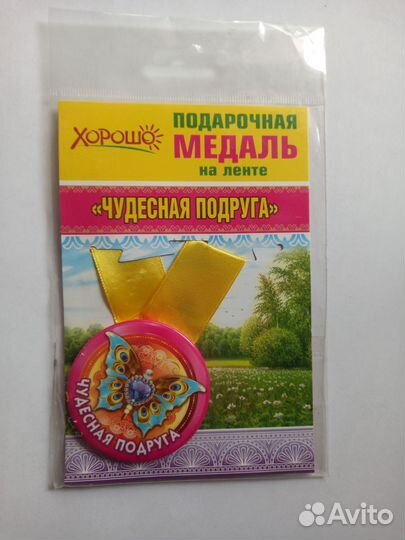 ХОРОШО
ПОДАРОЧНАЯ
МЕДАЛЬ
на ленте
«ЧУДЕСНАЯ ПОДРУГА»
ЧУДЕСНАЯ ПОДРУГА
Avito